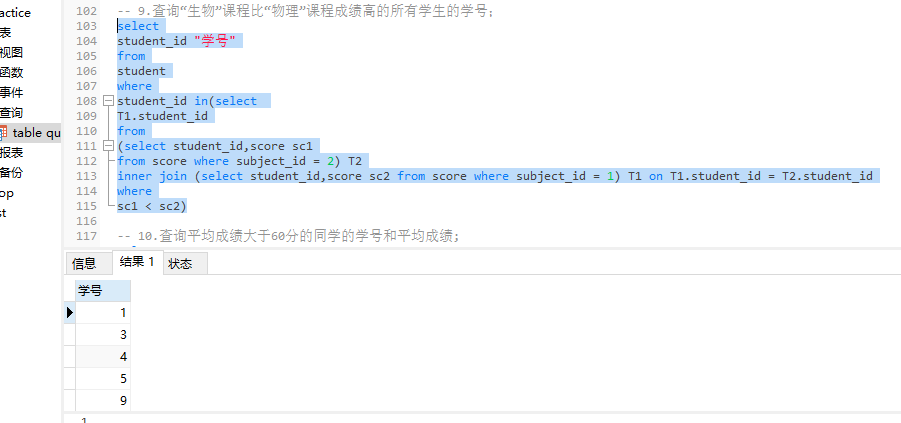 actice
表
视图
函数
事件
查询
table qu
报表
备份
op
st
102 -- 9.查询“生物”课程比“物理”课程成绩高的所有学生的学号;
103 select
104 student_id "学号"
105 from
106 student
107 where
108 student_id in(select
109 T1.student_id
110 from
111 (select student_id,score sc1
112 from score where subject_id = 2) T2
113 inner join (select student_id,score sc2 from score where subject_id = 1) T1 on T1.student_id = T2.student_id
114 where
115 sc1 < sc2)
116
117 -- 10.查询平均成绩大于60分的同学的学号和平均成绩;
信息 结果 1 状态
学号
1
3
4
5
9